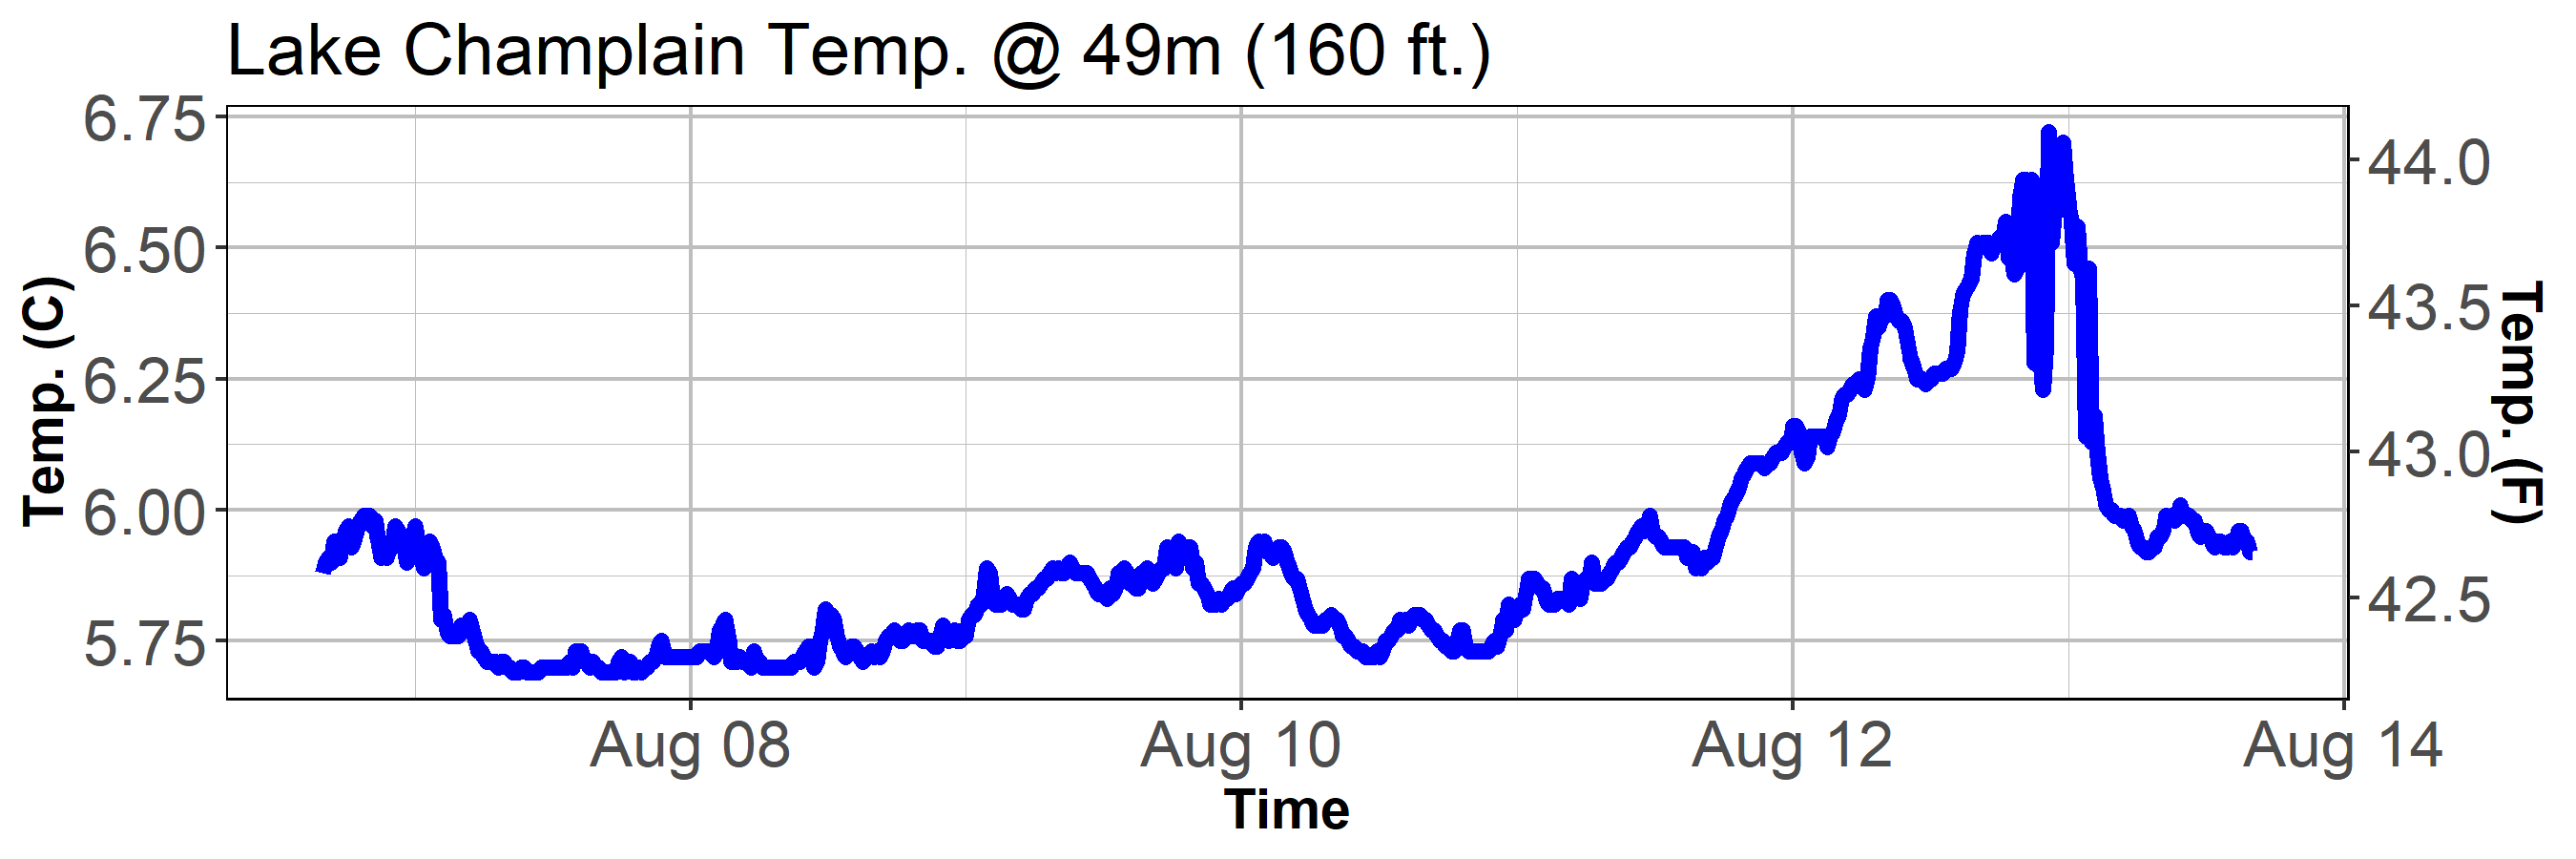 Lake Champlain Temp. @ 49m (160 ft.)
6.75
6.50
6.25
6.00
5.75
Temp. (C)
44.0
43.5
43.0
42.5
Temp. (F)
Aug 08
Aug 10
Aug 12
Aug 14
Time